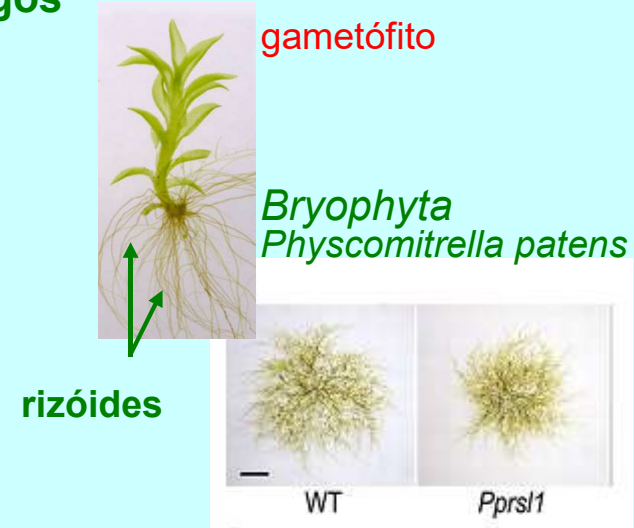 gametófito
Bryophyta
Physcomitrella patens
rizóides
WT
Pprsl1